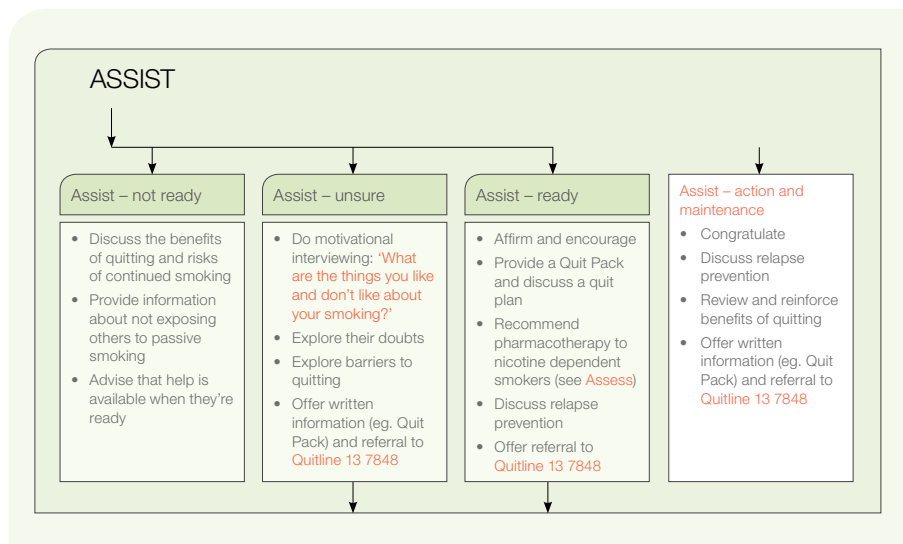 ASSIST
Assist – not ready
• Discuss the benefits
of quitting and risks
of continued smoking
• Provide information
about not exposing
others to passive
smoking
• Advise that help is
available when they're
ready
Assist – unsure
• Do motivational
interviewing: ‘What
are the things you like
and don’t like about
your smoking?’
• Explore their doubts
• Explore barriers to
quitting
• Offer written
information (eg. Quit
Pack) and referral to
Quitline 13 7848
Assist – ready
• Affirm and encourage
• Provide a Quit Pack
and discuss a quit
plan
• Recommend
pharmacotherapy to
nicotine dependent
smokers (see Assess)
• Discuss relapse
prevention
• Offer referral to
Quitline 13 7848
Assist – action and
maintenance
• Congratulate
• Discuss relapse
prevention
• Review and reinforce
benefits of quitting
• Offer written
information (eg. Quit
Pack) and referral to
Quitline 13 7848